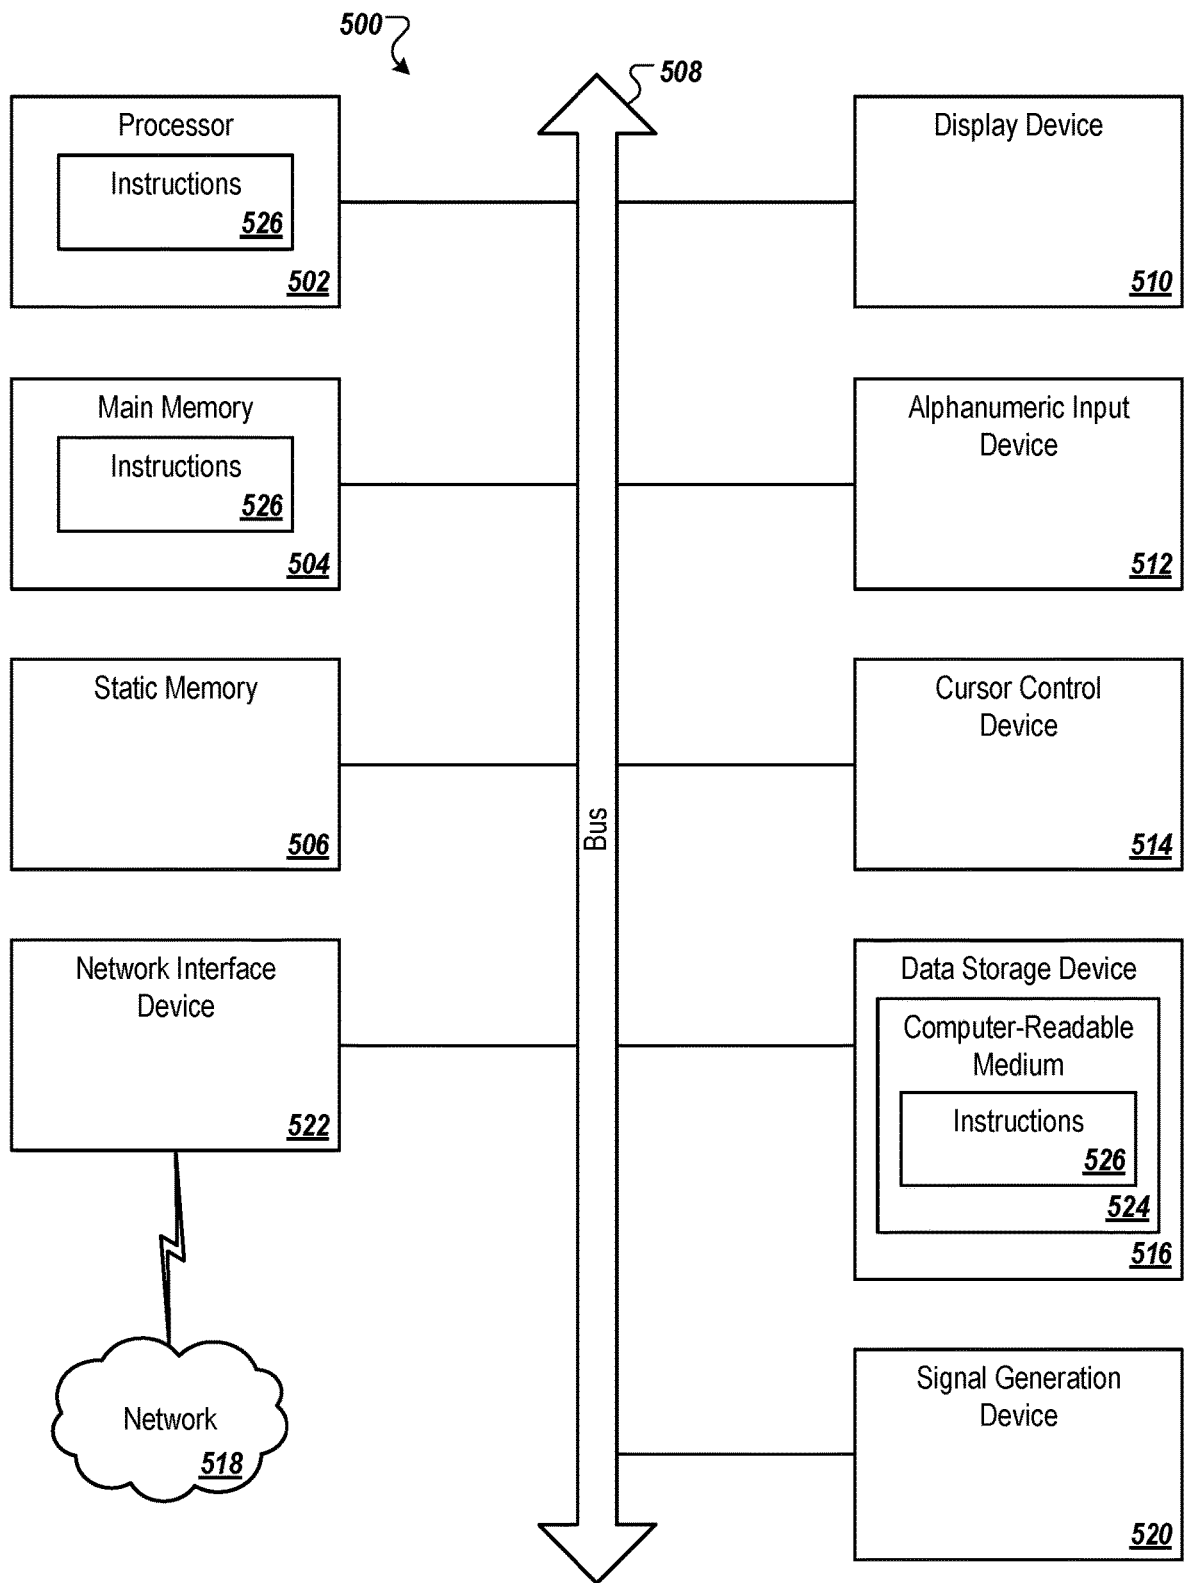 500
508
Processor
Instructions
526
502
Main Memory
Instructions
526
504
Static Memory
506
Network Interface
Device
522
Network
518
Bus
Display Device
510
Alphanumeric Input
Device
512
Cursor Control
Device
514
Data Storage Device
Computer-Readable
Medium
Instructions
526
524
516
Signal Generation
Device
520